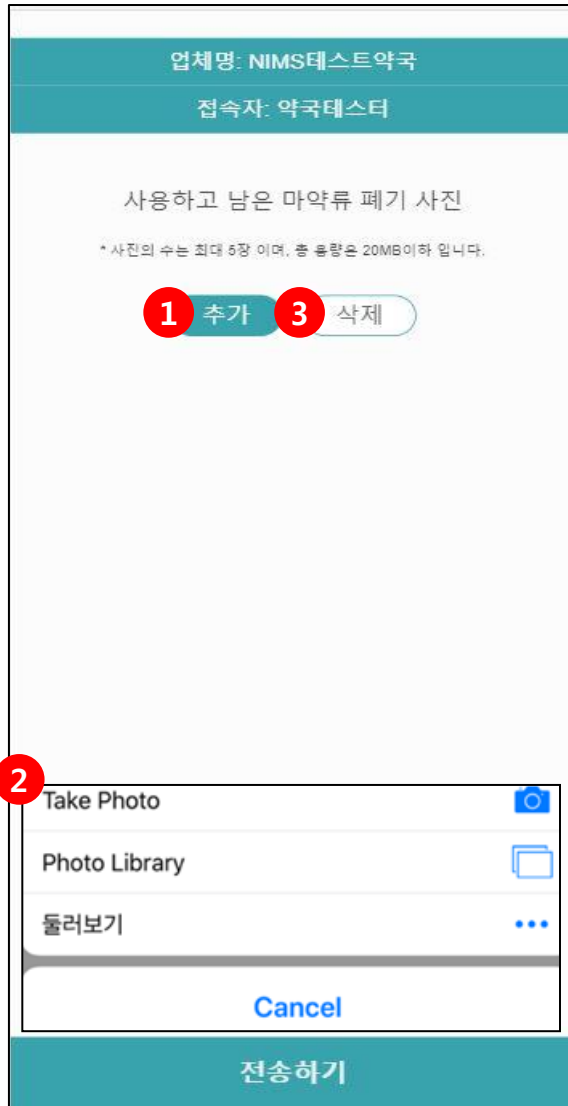 업체명: NIMS테스트약국
접속자: 약국테스터
사용하고 남은 마약류 폐기 사진
* 사진의 수는 최대 5장 이며, 총 용량은 20MB이하 입니다.
1 추가 3 삭제
2
Take Photo
Photo Library
둘러보기
Cancel
전송하기